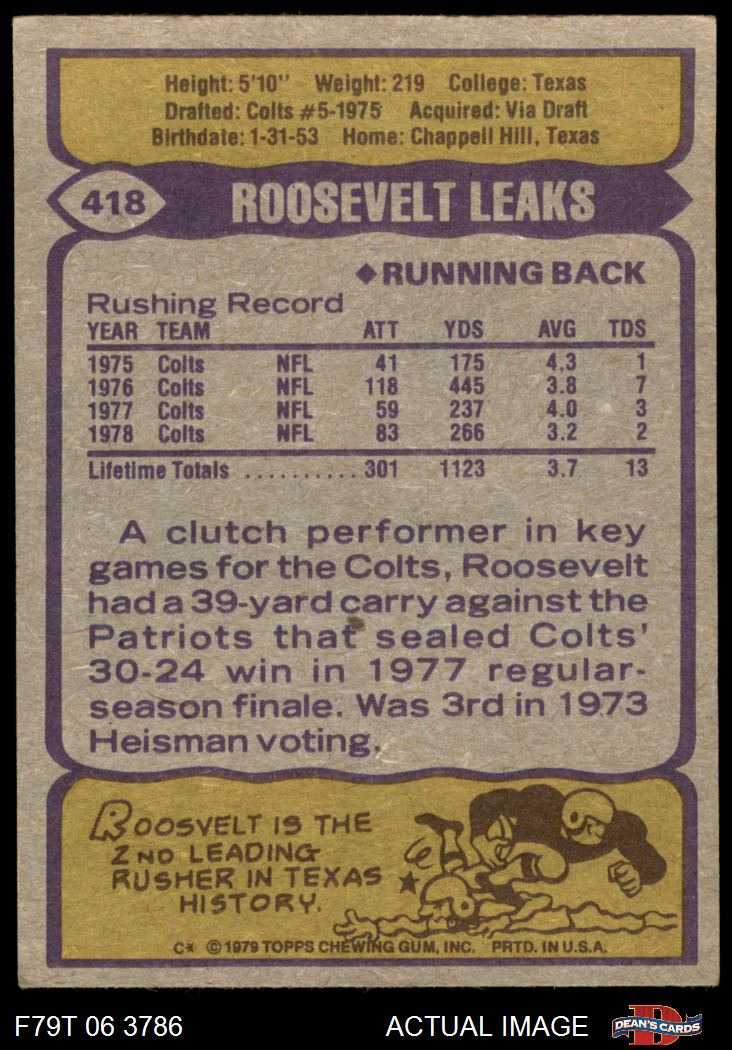 Height: 5'10" Weight: 219 College: Texas
Drafted: Colts #5-1975 Acquired: Via Draft
Birthdate: 1-31-53 Home: Chappell Hill, Texas
418 ROOSEVELT LEAKS
◆RUNNING BACK
Rushing Record
YEAR TEAM ATT YDS AVG TDS
1975 Colts NFL 41 175 4.3 1
1976 Colts NFL 118 445 3.8 7
1977 Colts NFL 59 237 4.0 3
1978 Colts NFL 83 266 3.2 2
Lifetime Totals .......... 301 1123 3.7 13
A clutch performer in key
games for the Colts, Roosevelt
had a 39-yard carry against the
Patriots that sealed Colts'
30-24 win in 1977 regular-
season finale. Was 3rd in 1973
Heisman voting.
ROOSVELT IS THE
2ND LEADING
RUSHER IN TEXAS
HISTORY.
C* © 1979 TOPPS CHEWING GUM, INC. PRTD. IN U.S.A.
F79T 06 3786 ACTUAL IMAGE D DEAN'S CARDS